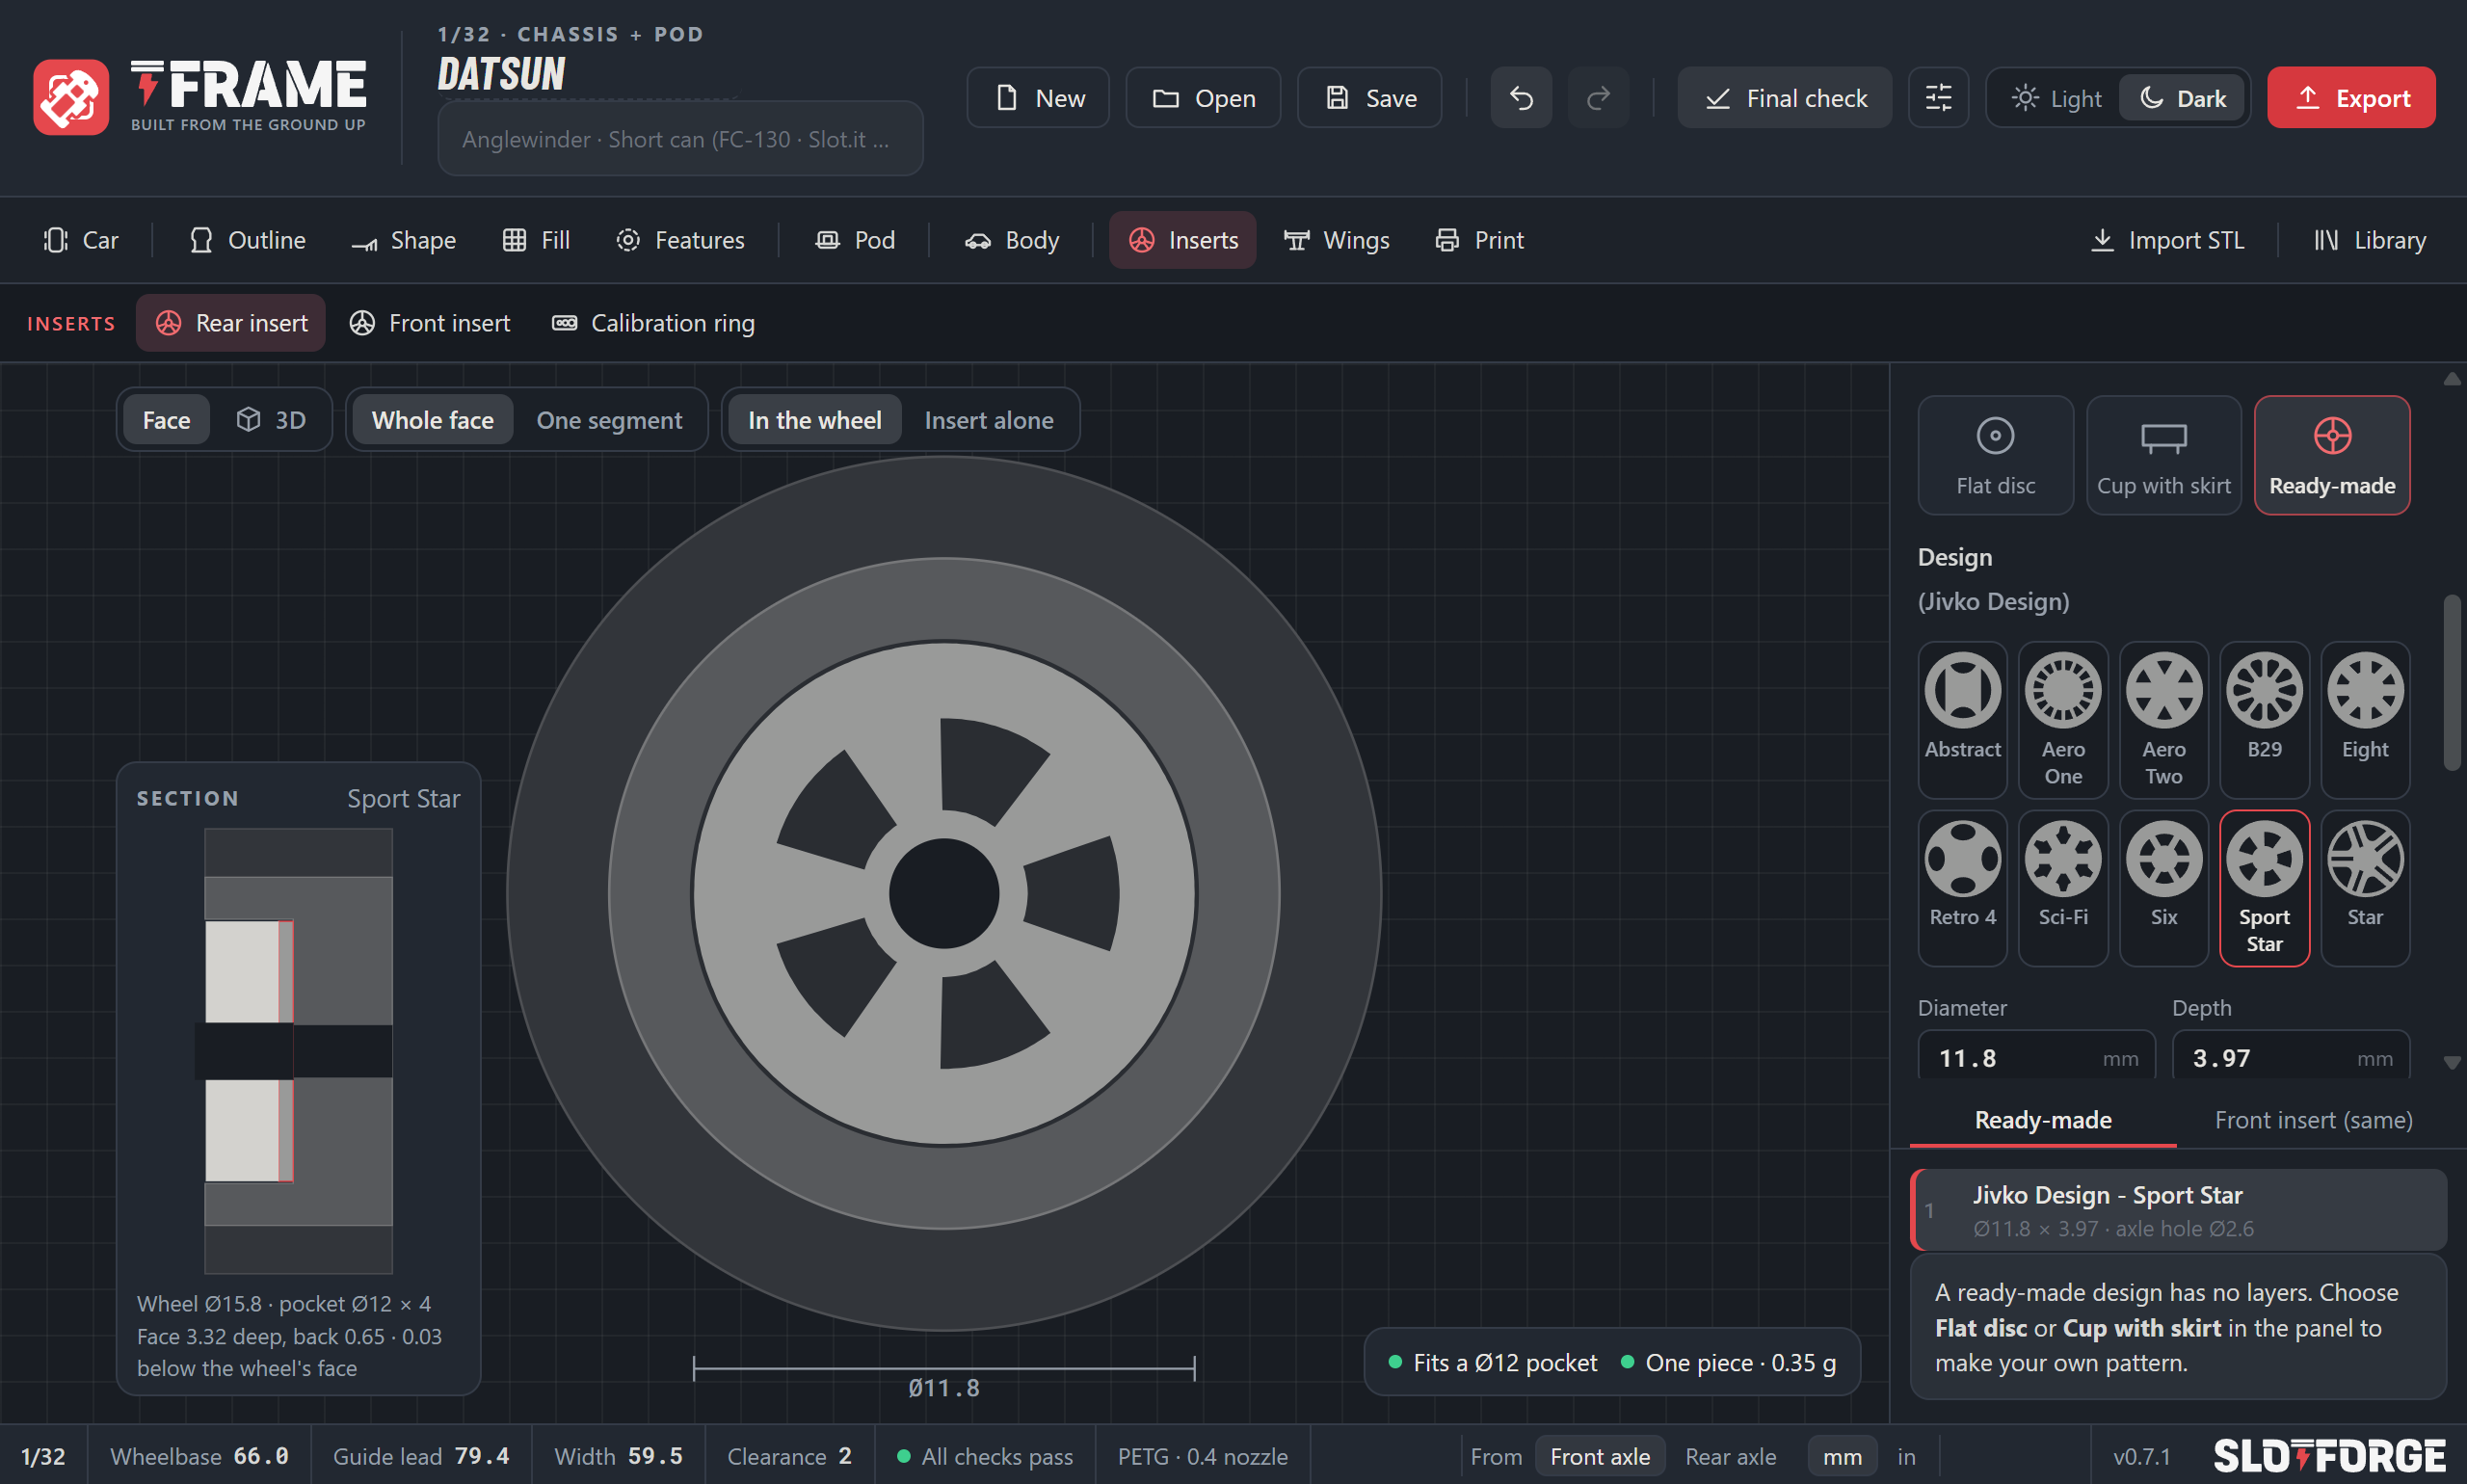 FRAME
BUILT FROM THE GROUND UP
1/32 · CHASSIS + POD
DATSUN
Anglewinder · Short can (FC-130 · Slot.it ...
New
Open
Save
Final check
Light
Dark
Export
Car
Outline
Shape
Fill
Features
Pod
Body
Inserts
Wings
Print
Import STL
Library
INSERTS
Rear insert
Front insert
Calibration ring
Face
3D
Whole face
One segment
In the wheel
Insert alone
SECTION
Sport Star
Wheel Ø15.8 · pocket Ø12 × 4
Face 3.32 deep, back 0.65 · 0.03
below the wheel's face
Ø11.8
Fits a Ø12 pocket
One piece · 0.35 g
Flat disc
Cup with skirt
Ready-made
Design
(Jivko Design)
Abstract
Aero
One
Aero
Two
B29
Eight
Retro 4
Sci-Fi
Six
Sport
Star
Star
Diameter
Depth
11.8 mm
3.97 mm
Ready-made
Front insert (same)
1
Jivko Design - Sport Star
Ø11.8 × 3.97 · axle hole Ø2.6
A ready-made design has no layers. Choose
Flat disc or Cup with skirt in the panel to
make your own pattern.
1/32
Wheelbase 66.0
Guide lead 79.4
Width 59.5
Clearance 2
All checks pass
PETG · 0.4 nozzle
From
Front axle
Rear axle
mm
in
v0.7.1
SLOTFORGE